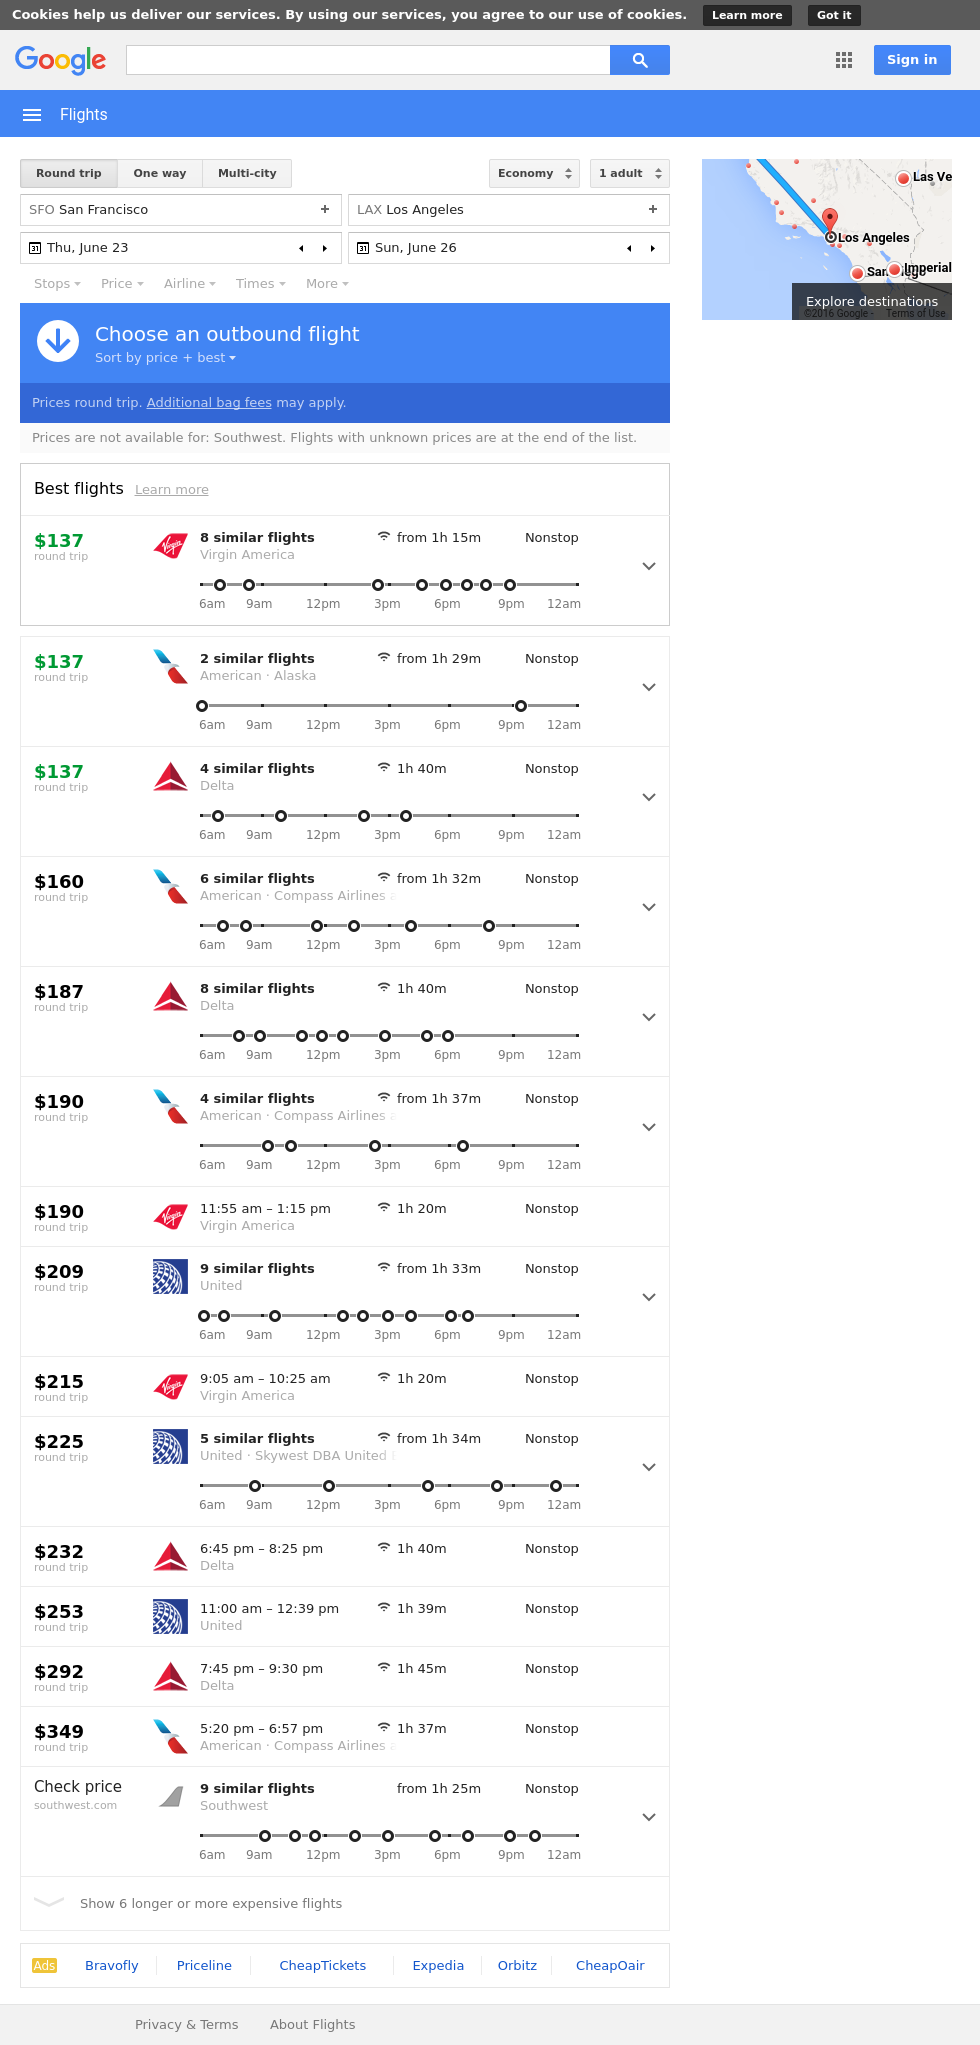 Cookies help us deliver our services. By using our services, you agree to our use of cookies. Learn more Got it
Google Sign in
Flights
Round trip One way Multi-city Economy 1 adult
SFO San Francisco + LAX Los Angeles +
31 Thu, June 23 31 Sun, June 26
Stops Price Airline Times More
Las Ve
Los Angeles
Imperial
Explore destinations
©2016 Google - Terms of Use
Choose an outbound flight
Sort by price + best
Prices round trip. Additional bag fees may apply.
Prices are not available for: Southwest. Flights with unknown prices are at the end of the list.
Best flights Learn more
$137 Virgin 8 similar flights from 1h 15m Nonstop
round trip Virgin America
6am 9am 12pm 3pm 6pm 9pm 12am
$137 2 similar flights from 1h 29m Nonstop
round trip American · Alaska
6am 9am 12pm 3pm 6pm 9pm 12am
$137 4 similar flights 1h 40m Nonstop
round trip Delta
6am 9am 12pm 3pm 6pm 9pm 12am
$160 6 similar flights from 1h 32m Nonstop
round trip American · Compass Airlines a
6am 9am 12pm 3pm 6pm 9pm 12am
$187 8 similar flights 1h 40m Nonstop
round trip Delta
6am 9am 12pm 3pm 6pm 9pm 12am
$190 4 similar flights from 1h 37m Nonstop
round trip American · Compass Airlines a
6am 9am 12pm 3pm 6pm 9pm 12am
$190 Virgin 11:55 am – 1:15 pm 1h 20m Nonstop
round trip Virgin America
$209 9 similar flights from 1h 33m Nonstop
round trip United
6am 9am 12pm 3pm 6pm 9pm 12am
$215 Virgin 9:05 am – 10:25 am 1h 20m Nonstop
round trip Virgin America
$225 5 similar flights from 1h 34m Nonstop
round trip United · Skywest DBA United
6am 9am 12pm 3pm 6pm 9pm 12am
$232 6:45 pm – 8:25 pm 1h 40m Nonstop
round trip Delta
$253 11:00 am – 12:39 pm 1h 39m Nonstop
round trip United
$292 7:45 pm – 9:30 pm 1h 45m Nonstop
round trip Delta
$349 5:20 pm – 6:57 pm 1h 37m Nonstop
round trip American · Compass Airlines a
Check price 9 similar flights from 1h 25m Nonstop
southwest.com Southwest
6am 9am 12pm 3pm 6pm 9pm 12am
Show 6 longer or more expensive flights
Ads Bravofly Priceline CheapTickets Expedia Orbitz CheapOair
Privacy & Terms About Flights